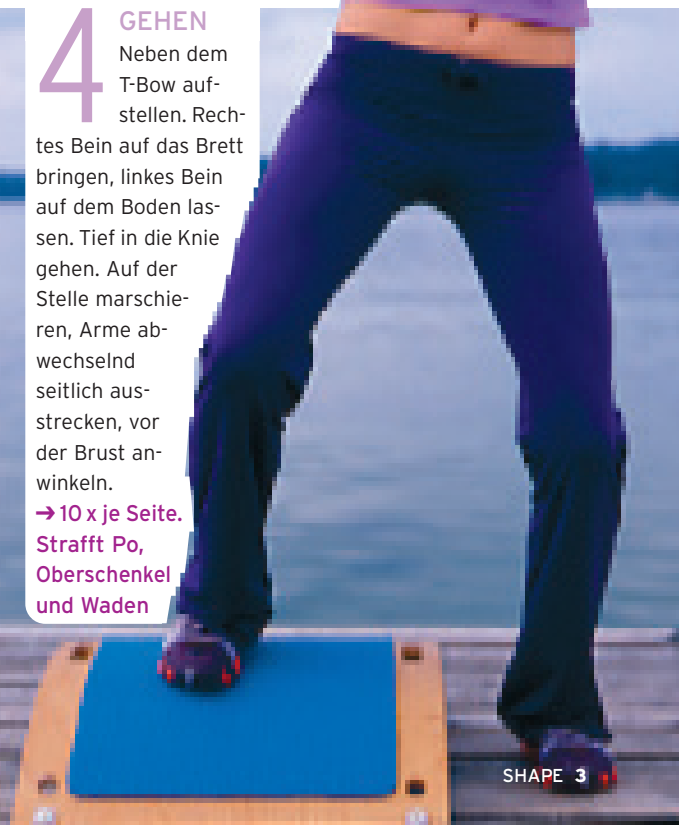 4
GEHEN
Neben dem
T-Bow auf-
stellen. Rech-
tes Bein auf das Brett
bringen, linkes Bein
auf dem Boden las-
sen. Tief in die Knie
gehen. Auf der
Stelle marschie-
ren, Arme ab-
wechselnd
seitlich aus-
strecken, vor
der Brust an-
winkeln.
→ 10 x je Seite.
Strafft Po,
Oberschenkel
und Waden
SHAPE 3